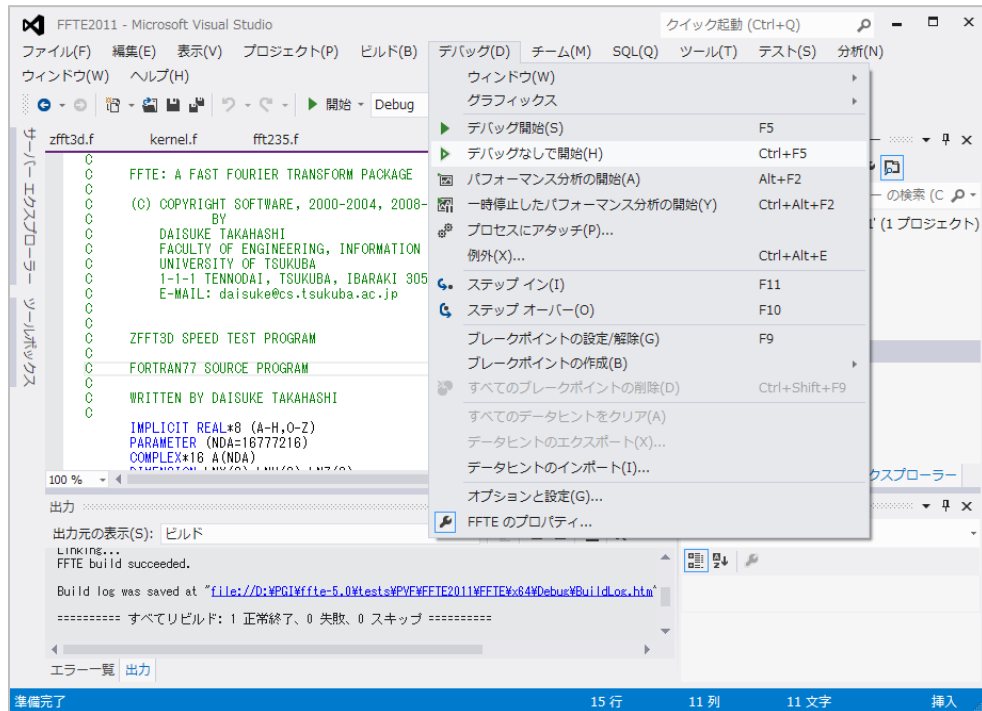 FFTE2011 - Microsoft Visual Studio
クイック起動 (Ctrl+Q)
ファイル(F) 編集(E) 表示(V) プロジェクト(P) ビルド(B) デバッグ(D) チーム(M) SQL(Q) ツール(T) テスト(S) 分析(N)
ウィンドウ(W) ヘルプ(H)
開始 Debug
サーバー エクスプローラー
ツールボックス
zfft3d.f kernel.f fft235.f
C
C FFTE: A FAST FOURIER TRANSFORM PACKAGE
C
C (C) COPYRIGHT SOFTWARE, 2000-2004, 2008-
C BY
C DAISUKE TAKAHASHI
C FACULTY OF ENGINEERING, INFORMATION
C UNIVERSITY OF TSUKUBA
C 1-1-1 TENNODAI, TSUKUBA, IBARAKI 305
C E-MAIL: daisuke@cs.tsukuba.ac.jp
C
C
C ZFFT3D SPEED TEST PROGRAM
C
C FORTRAN77 SOURCE PROGRAM
C
C WRITTEN BY DAISUKE TAKAHASHI
C
IMPLICIT REAL*8 (A-H,O-Z)
PARAMETER (NDA=16777216)
COMPLEX*16 A(NDA)
100 %
ウィンドウ(W)
グラフィックス
デバッグ開始(S) F5
デバッグなしで開始(H) Ctrl+F5
パフォーマンス分析の開始(A) Alt+F2
一時停止したパフォーマンス分析の開始(Y) Ctrl+Alt+F2
プロセスにアタッチ(P)...
例外(X)... Ctrl+Alt+E
ステップ イン(I) F11
ステップ オーバー(O) F10
ブレークポイントの設定/解除(G) F9
ブレークポイントの作成(B)
すべてのブレークポイントの削除(D) Ctrl+Shift+F9
すべてのデータヒントをクリア(A)
データヒントのエクスポート(X)...
データヒントのインポート(I)...
オプションと設定(G)...
FFTE のプロパティ...
ー の検索 (C
(1 プロジェクト)
クスプローラー
出力
出力元の表示(S): ビルド
Linking...
FFTE build succeeded.
Build log was saved at "file://D:¥PGI¥ffte-5.0¥tests¥PVF¥FFTE2011¥FFTE¥x64¥Debug¥BuildLog.htm"
========== すべてリビルド: 1 正常終了、0 失敗、0 スキップ ==========
エラー一覧 出力
準備完了 15 行 11 列 11 文字 挿入